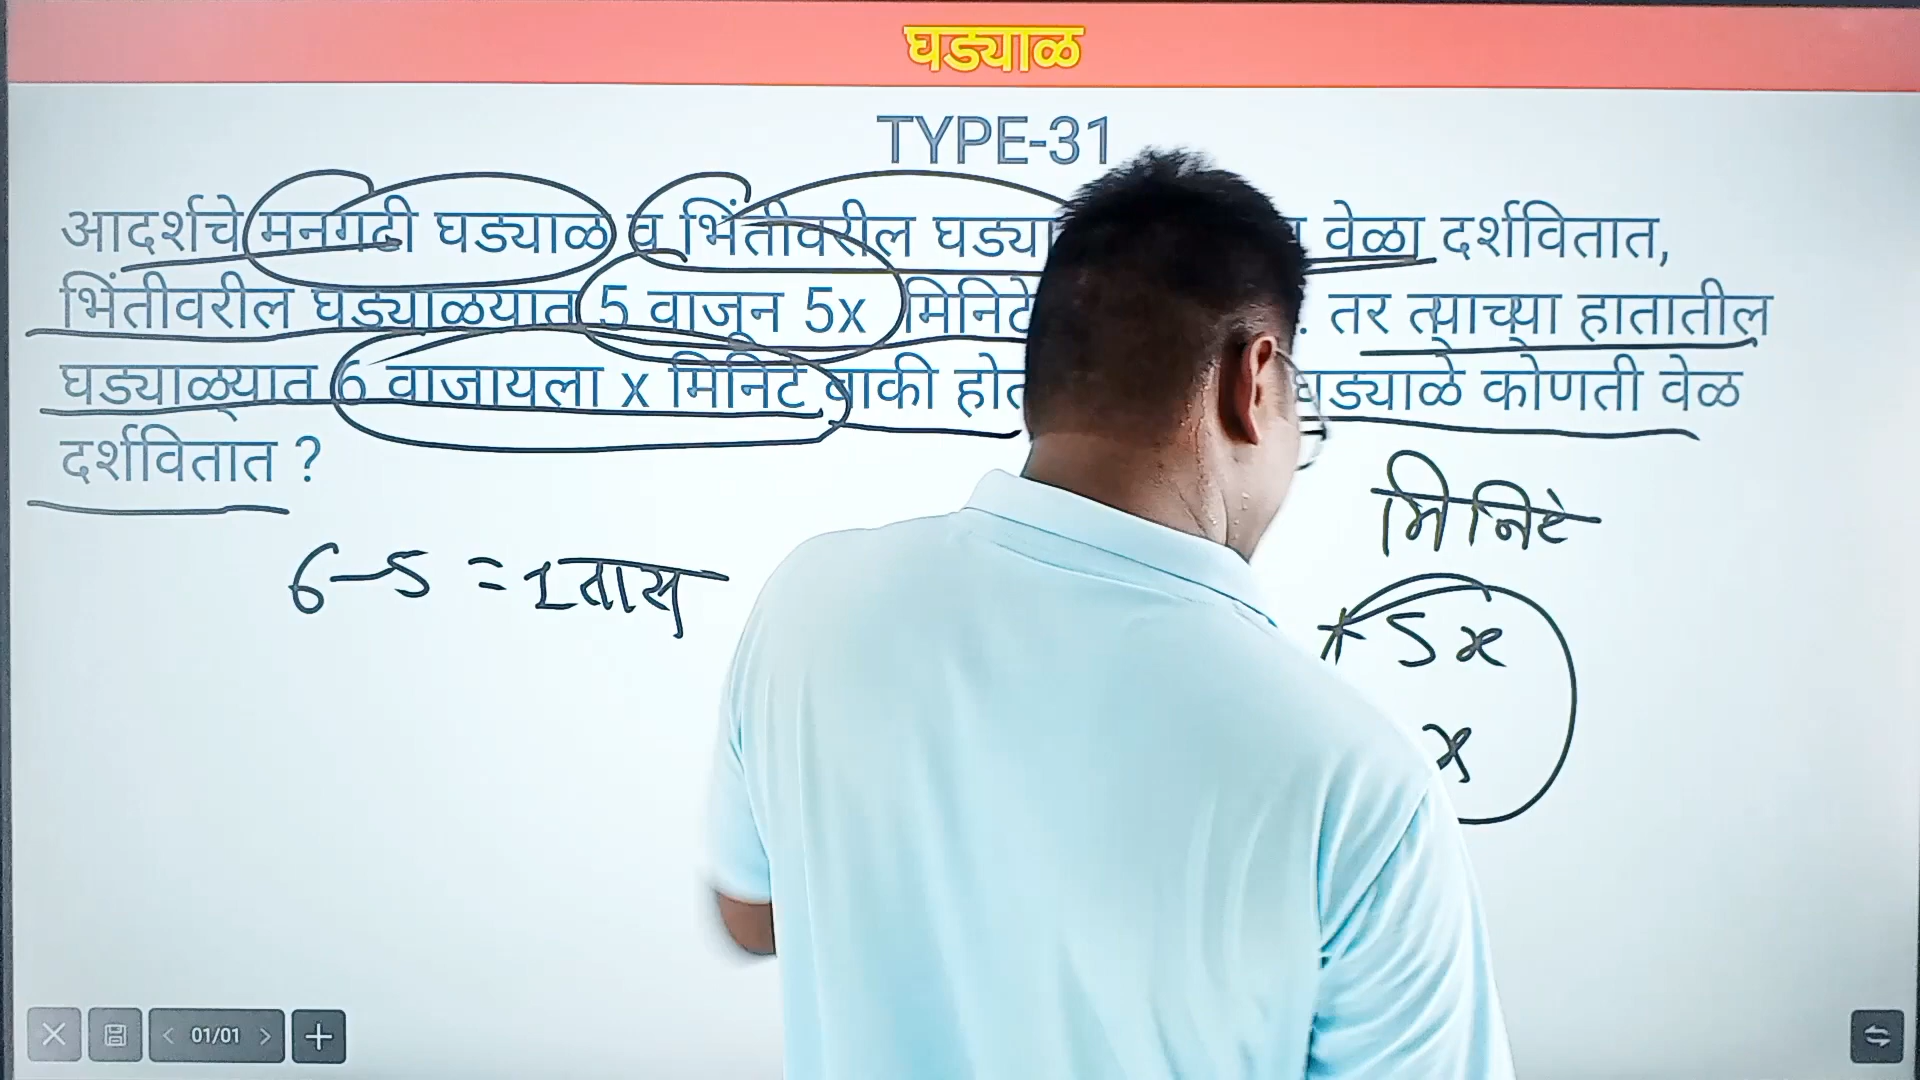 घड्याळ
TYPE-31
आदर्शचे मनगटी घड्याळ व भिंतीवरील वेळा दर्शवितात,
भिंतीवरील घड्याळयात 5 वाजून 5x मिनिटे . तर त्याच्या हातातील
घड्याळ्यात 6 वाजायला x मिनिटे बाकी घड्याळे कोणती वेळ
दर्शवितात ?
मिनिटे
6-5 = 1 तास
5x
x
01/01